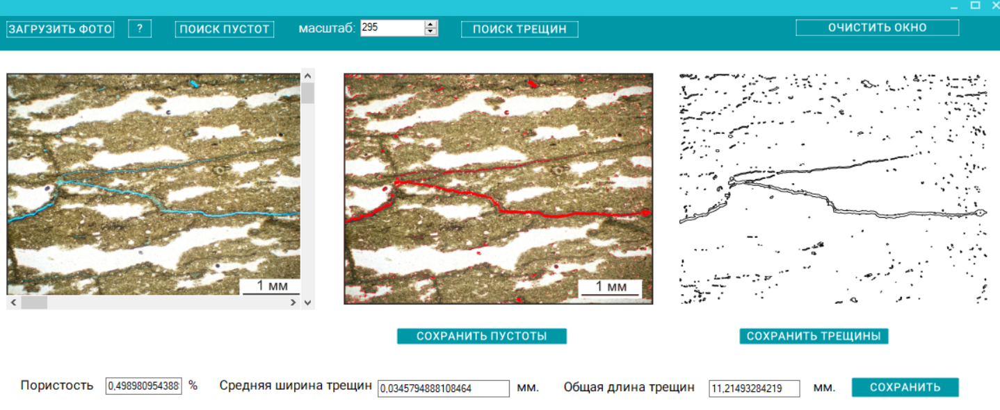 ЗАГРУЗИТЬ ФОТО ? ПОИСК ПУСТОТ масштаб: 295 ПОИСК ТРЕЩИН ОЧИСТИТЬ ОКНО
1 мм 1 мм
СОХРАНИТЬ ПУСТОТЫ СОХРАНИТЬ ТРЕЩИНЫ
Пористость 0,498980954388 % Средняя ширина трещин 0,0345794888108464 мм. Общая длина трещин 11,21493284219 мм. СОХРАНИТЬ